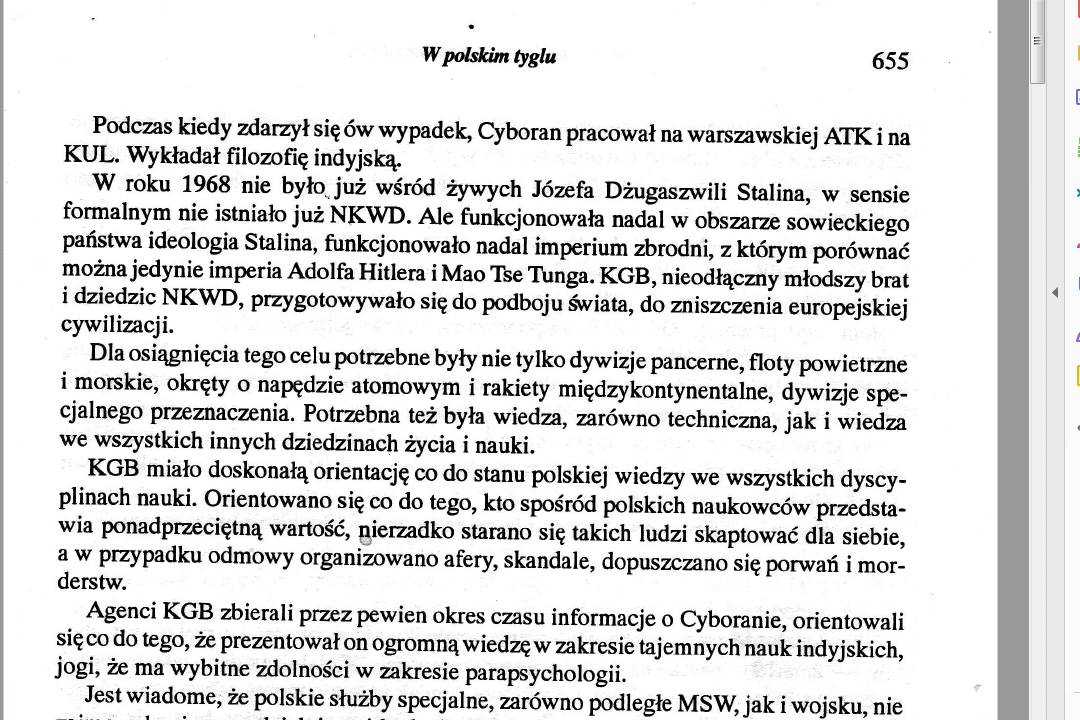 W polskim tyglu
655
Podczas kiedy zdarzył się ów wypadek, Cyboran pracował na warszawskiej ATK i na
KUL. Wykładał filozofię indyjską.
W roku 1968 nie było już wśród żywych Józefa Dżugaszwili Stalina, w sensie
formalnym nie istniało już NKWD. Ale funkcjonowała nadal w obszarze sowieckiego
państwa ideologia Stalina, funkcjonowało nadal imperium zbrodni, z którym porównać
można jedynie imperia Adolfa Hitlera i Mao Tse Tunga. KGB, nieodłączny młodszy brat
i dziedzic NKWD, przygotowywało się do podboju świata, do zniszczenia europejskiej
cywilizacji.
Dla osiągnięcia tego celu potrzebne były nie tylko dywizje pancerne, floty powietrzne
i morskie, okręty o napędzie atomowym i rakiety międzykontynentalne, dywizje spe-
cjalnego przeznaczenia. Potrzebna też była wiedza, zarówno techniczna, jak i wiedza
we wszystkich innych dziedzinach życia i nauki.
KGB miało doskonałą orientację co do stanu polskiej wiedzy we wszystkich dyscy-
plinach nauki. Orientowano się co do tego, kto spośród polskich naukowców przedsta-
wia ponadprzeciętną wartość, nierzadko starano się takich ludzi skaptować dla siebie,
a w przypadku odmowy organizowano afery, skandale, dopuszczano się porwań i mor-
derstw.
Agenci KGB zbierali przez pewien okres czasu informacje o Cyboranie, orientowali
się co do tego, że prezentował on ogromną wiedzę w zakresie tajemnych nauk indyjskich,
jogi, że ma wybitne zdolności w zakresie parapsychologii.
Jest wiadome, że polskie służby specjalne, zarówno podległe MSW, jak i wojsku, nie